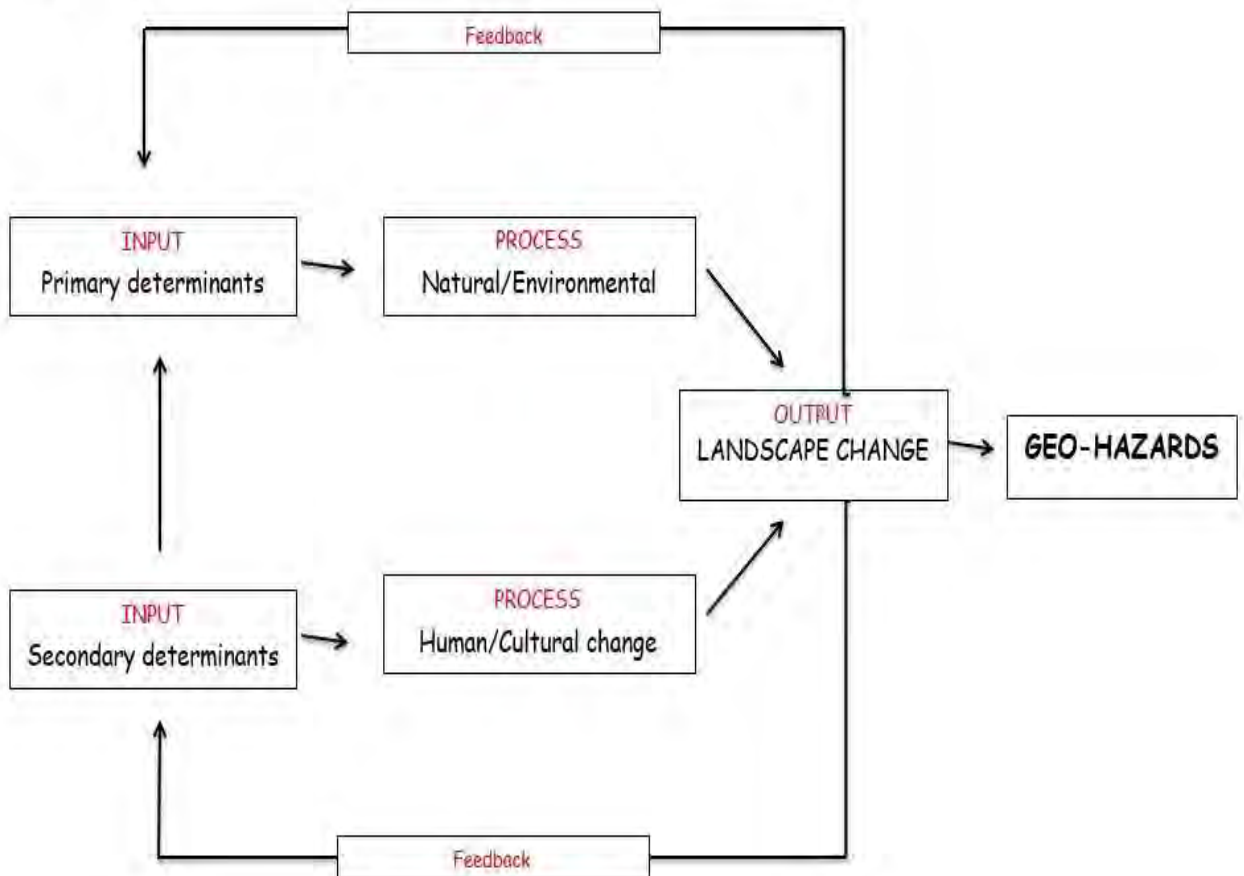 Feedback
INPUT
Primary determinants
PROCESS
Natural/Environmental
OUTPUT
LANDSCAPE CHANGE
GEO-HAZARDS
INPUT
Secondary determinants
PROCESS
Human/Cultural change
Feedback